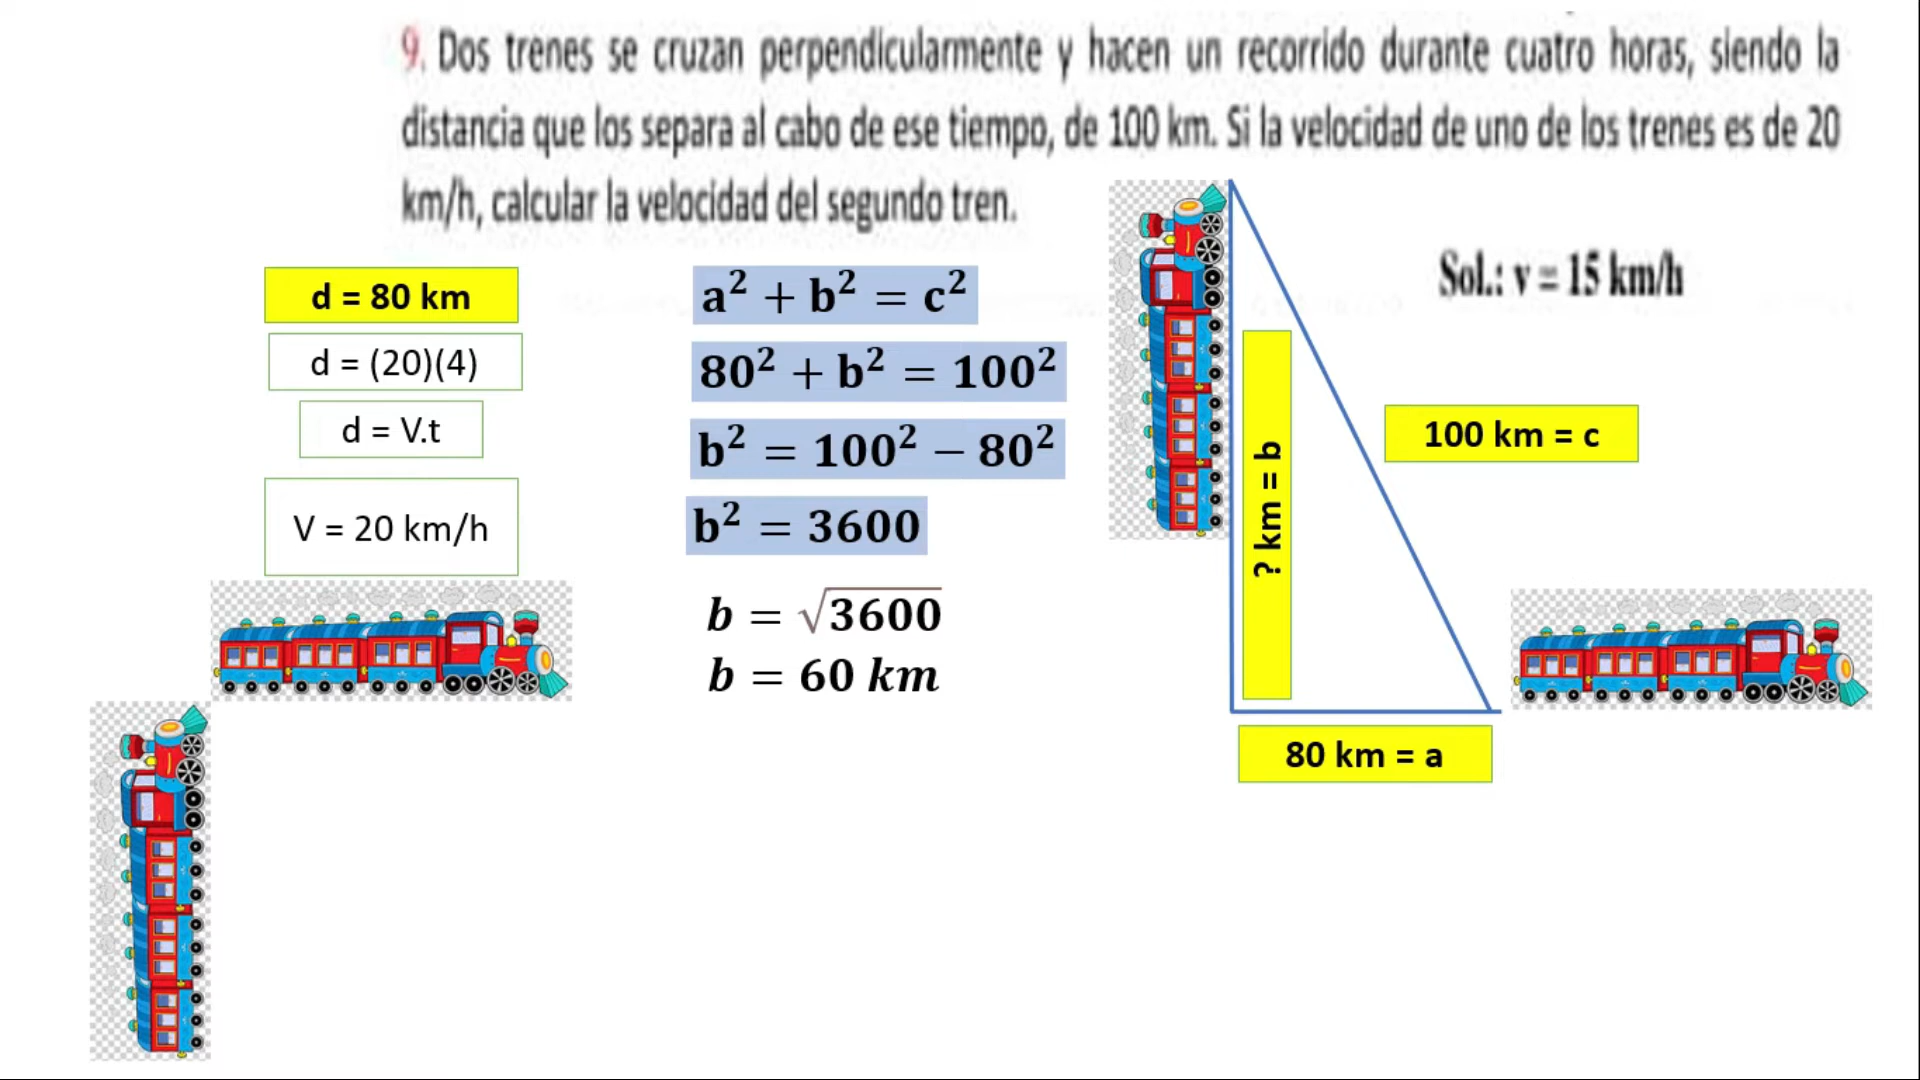 9. Dos trenes se cruzan perpendicularmente y hacen un recorrido durante cuatro horas, siendo la
distancia que los separa al cabo de ese tiempo, de 100 km. Si la velocidad de uno de los trenes es de 20
km/h, calcular la velocidad del segundo tren.
Sol.: v = 15 km/h
d = 80 km
d = (20)(4)
d = V.t
V = 20 km/h
a² + b² = c²
80² + b² = 100²
b² = 100² − 80²
b² = 3600
b = √3600
b = 60 km
? km = b
100 km = c
80 km = a